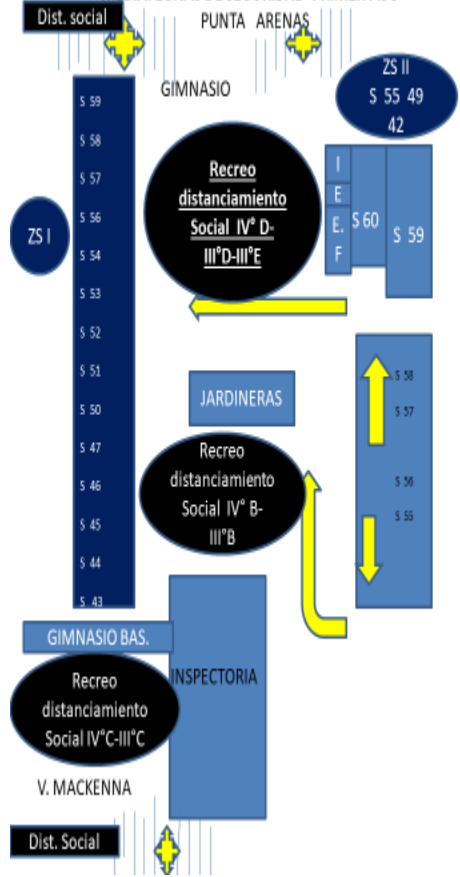 Dist. social
PUNTA ARENAS
GIMNASIO
ZS II
S 55 49
42
S 59
S 58
S 57
S 56
S 54
S 53
S 52
S 51
S 50
S 47
S 46
S 45
S 44
S 43
ZS I
Recreo
distanciamiento
Social IV° D-
III°D-III°E
I
E
E.
F
S 60
S 59
JARDINERAS
S 58
S 57
S 56
S 55
Recreo
distanciamiento
Social IV° B-
III°B
GIMNASIO BAS.
INSPECTORIA
Recreo
distanciamiento
Social IV°C-III°C
V. MACKENNA
Dist. Social